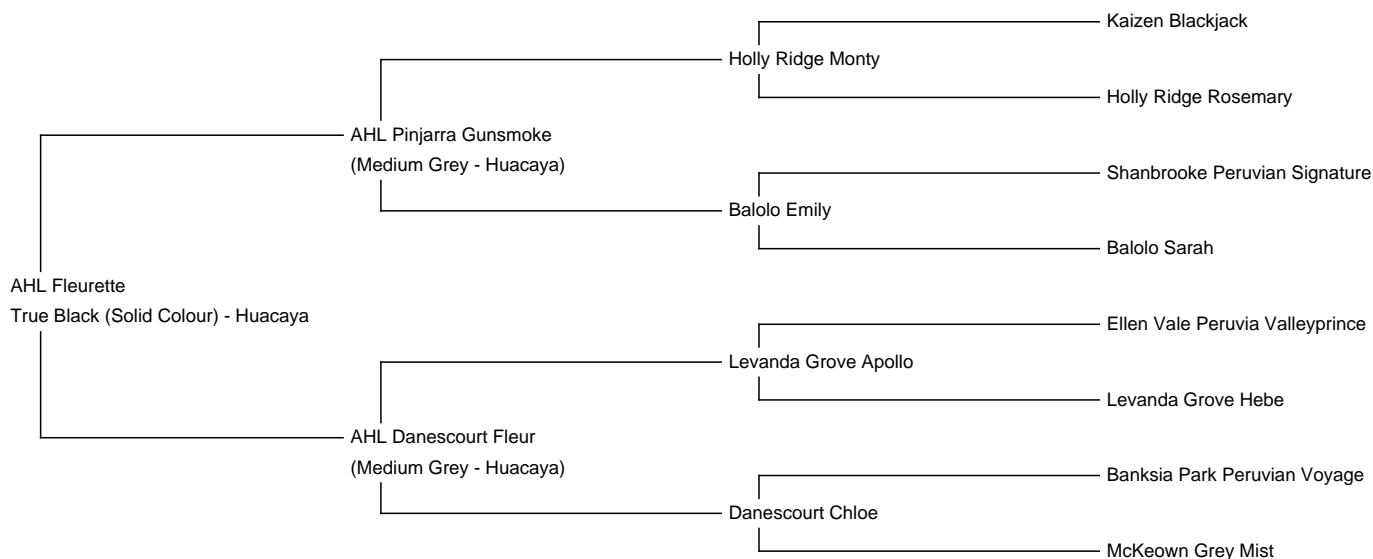 Kaizen Blackjack
Holly Ridge Monty
Holly Ridge Rosemary
AHL Pinjarra Gunsmoke
(Medium Grey - Huacaya)
Shanbrooke Peruvian Signature
Balolo Emily
Balolo Sarah
AHL Fleurette
True Black (Solid Colour) - Huacaya
Ellen Vale Peruvia Valleyprince
Levanda Grove Apollo
Levanda Grove Hebe
AHL Danescourt Fleur
(Medium Grey - Huacaya)
Banksia Park Peruvian Voyage
Danescourt Chloe
McKeown Grey Mist